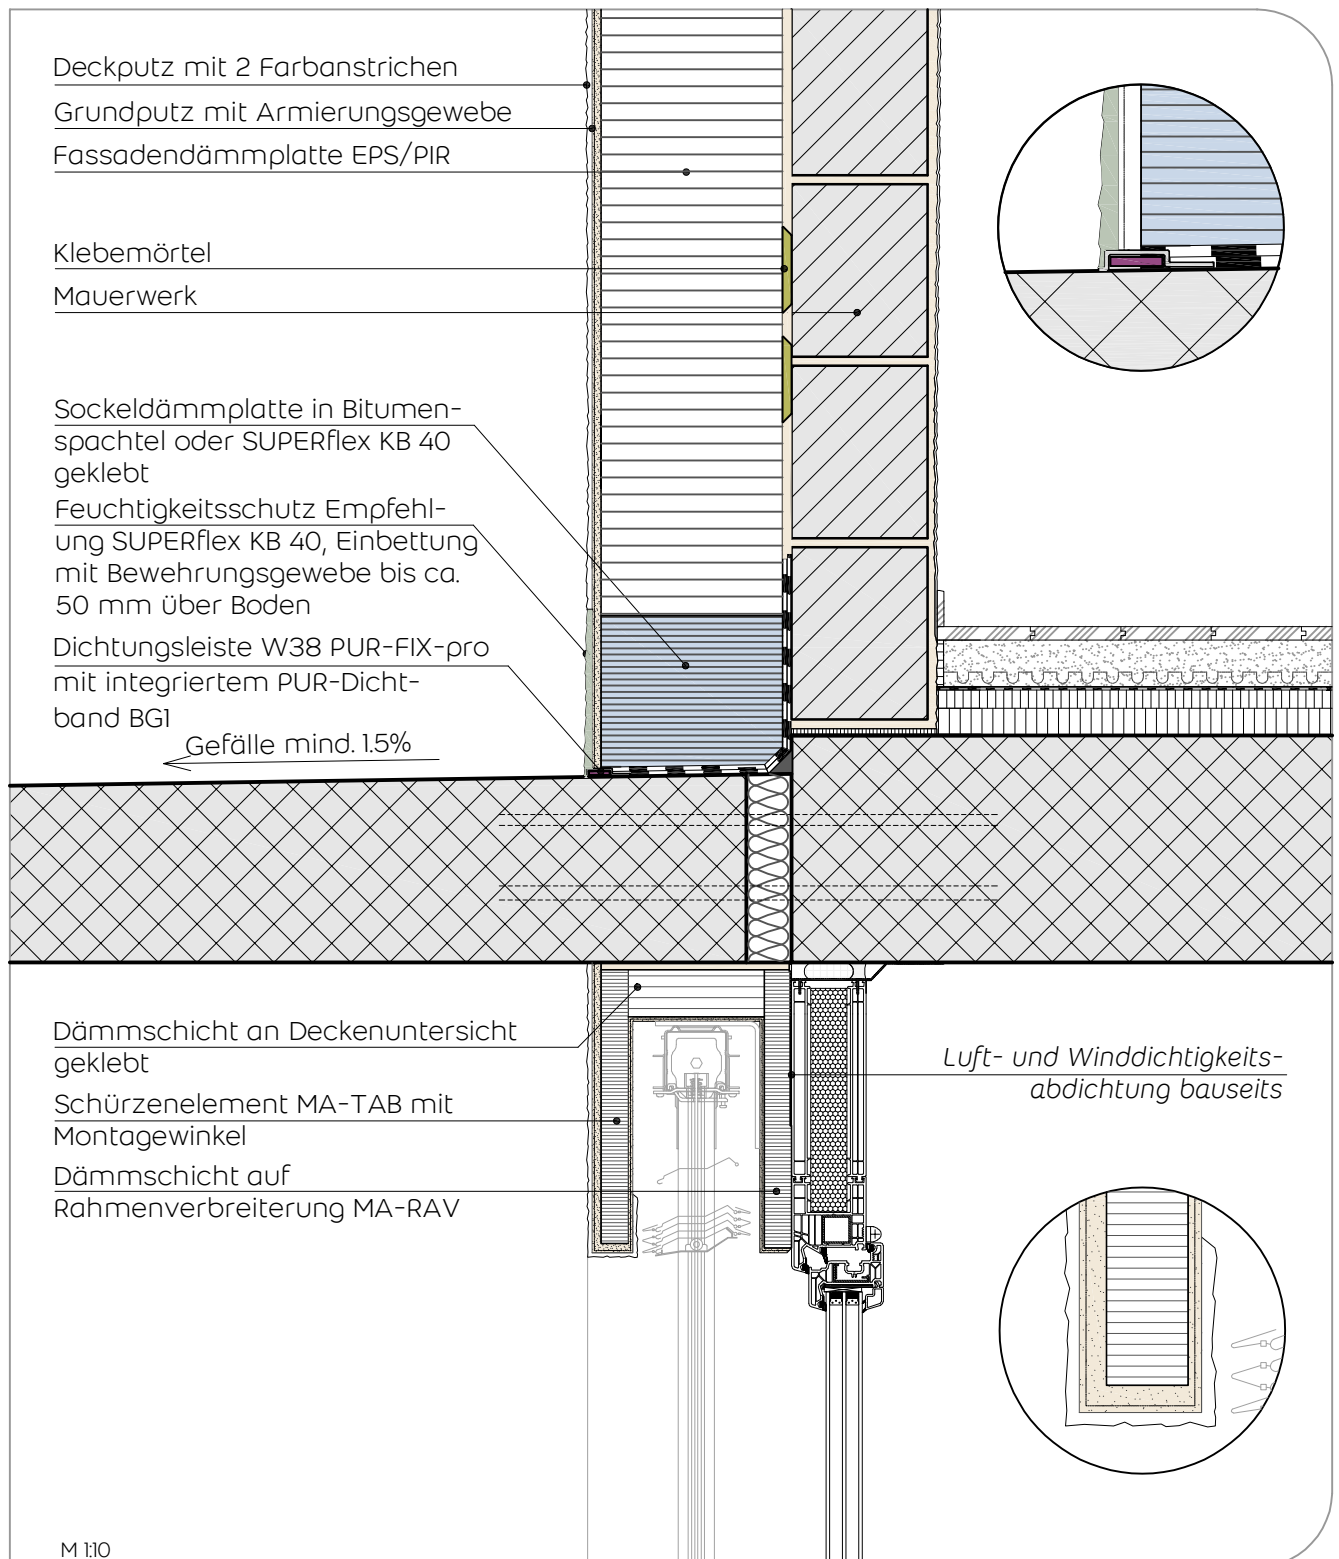 Deckputz mit 2 Farbanstrichen
Grundputz mit Armierungsgewebe
Fassadendämmplatte EPS/PIR
Klebemörtel
Mauerwerk
Sockeldämmplatte in Bitumen-
spachtel oder SUPERflex KB 40
geklebt
Feuchtigkeitsschutz Empfehl-
ung SUPERflex KB 40, Einbettung
mit Bewehrungsgewebe bis ca.
50 mm über Boden
Dichtungsleiste W38 PUR-FIX-pro
mit integriertem PUR-Dicht-
band BG1
Gefälle mind. 1.5%
Dämmschicht an Deckenuntersicht
geklebt
Schürzenelement MA-TAB mit
Montagewinkel
Dämmschicht auf
Rahmenverbreiterung MA-RAV
Luft- und Winddichtigkeits-
abdichtung bauseits
M 1:10